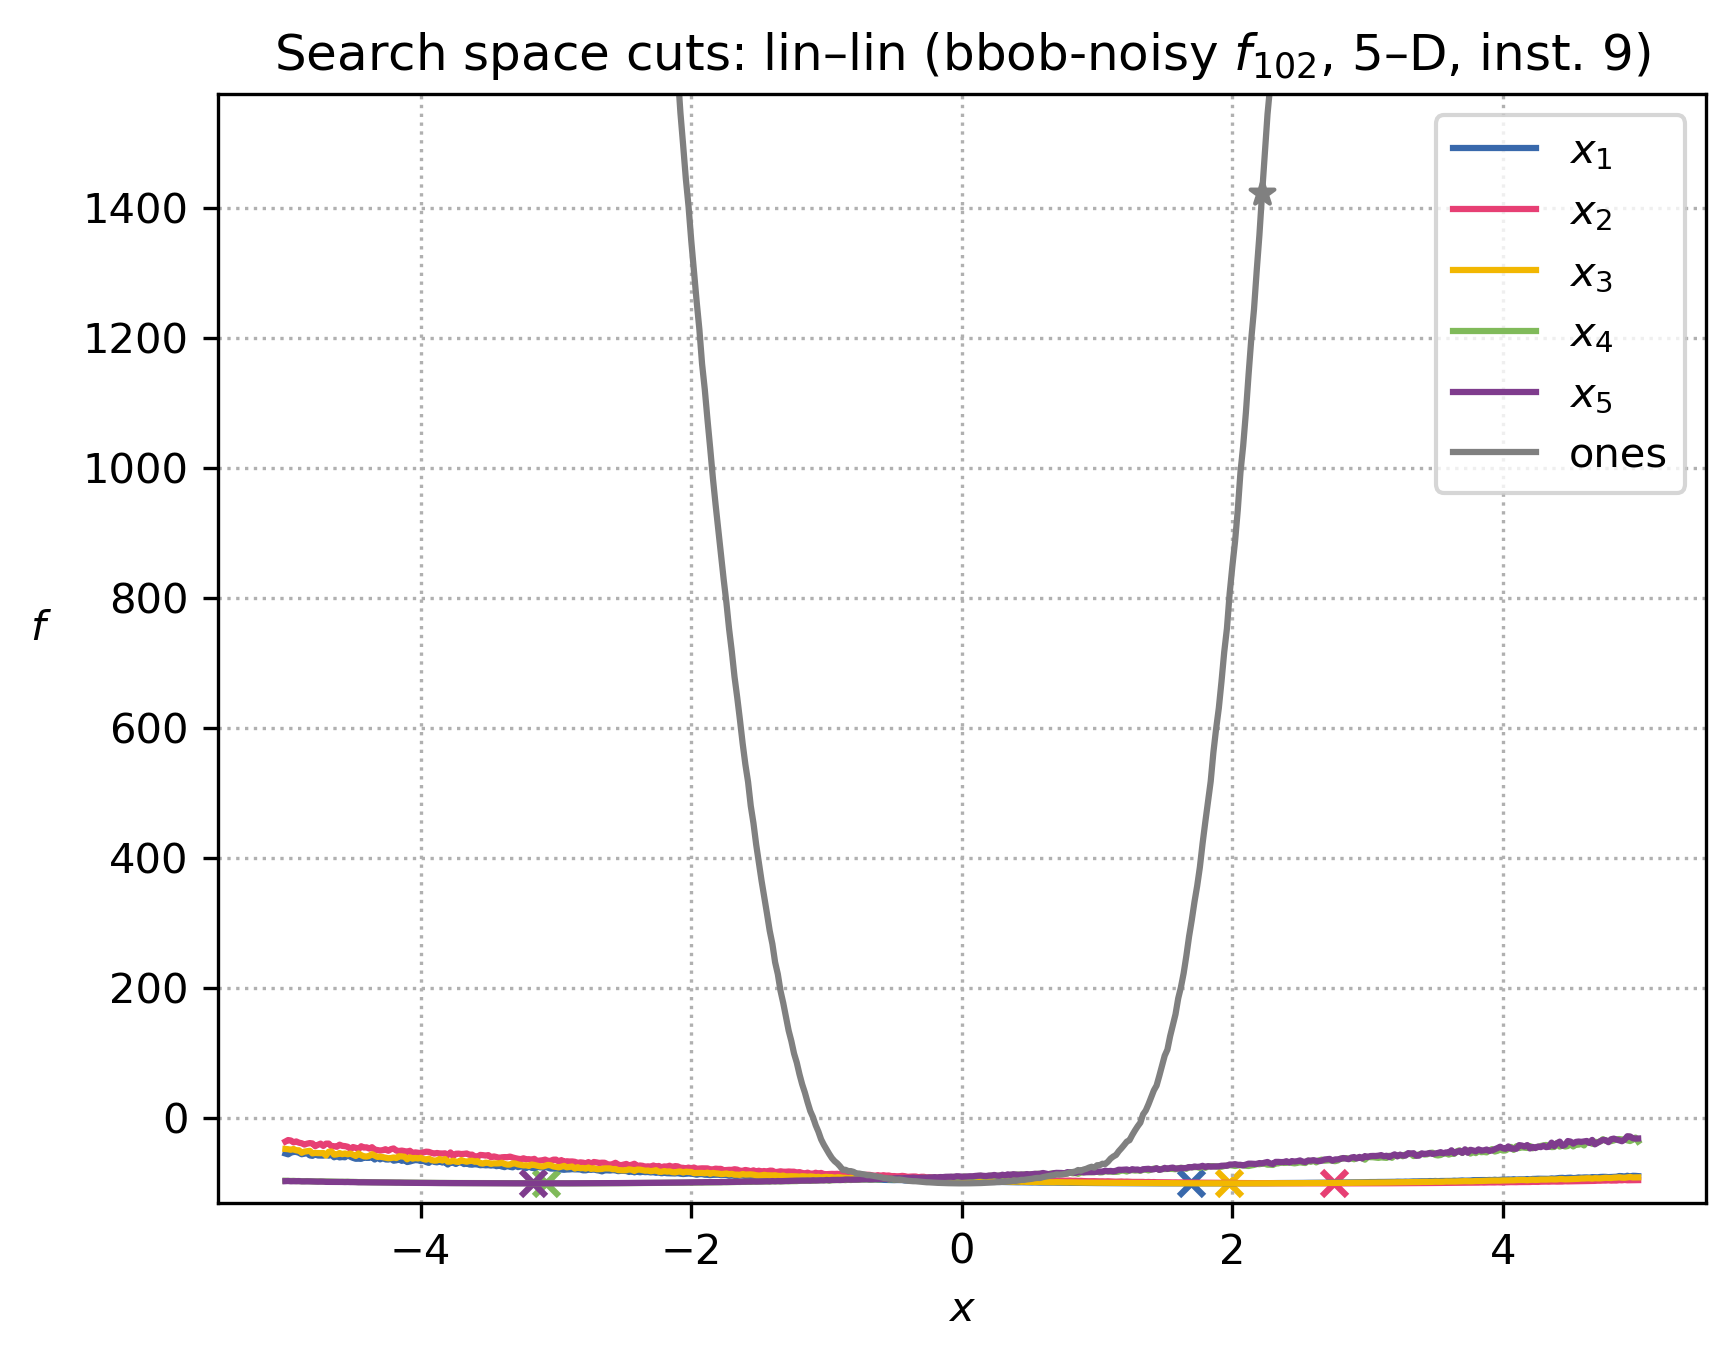 Search space cuts: lin–lin (bbob-noisy f102, 5–D, inst. 9)
1400
1200
1000
800
600
400
200
0
f
−4
−2
0
2
4
x
x1
x2
x3
x4
x5
ones